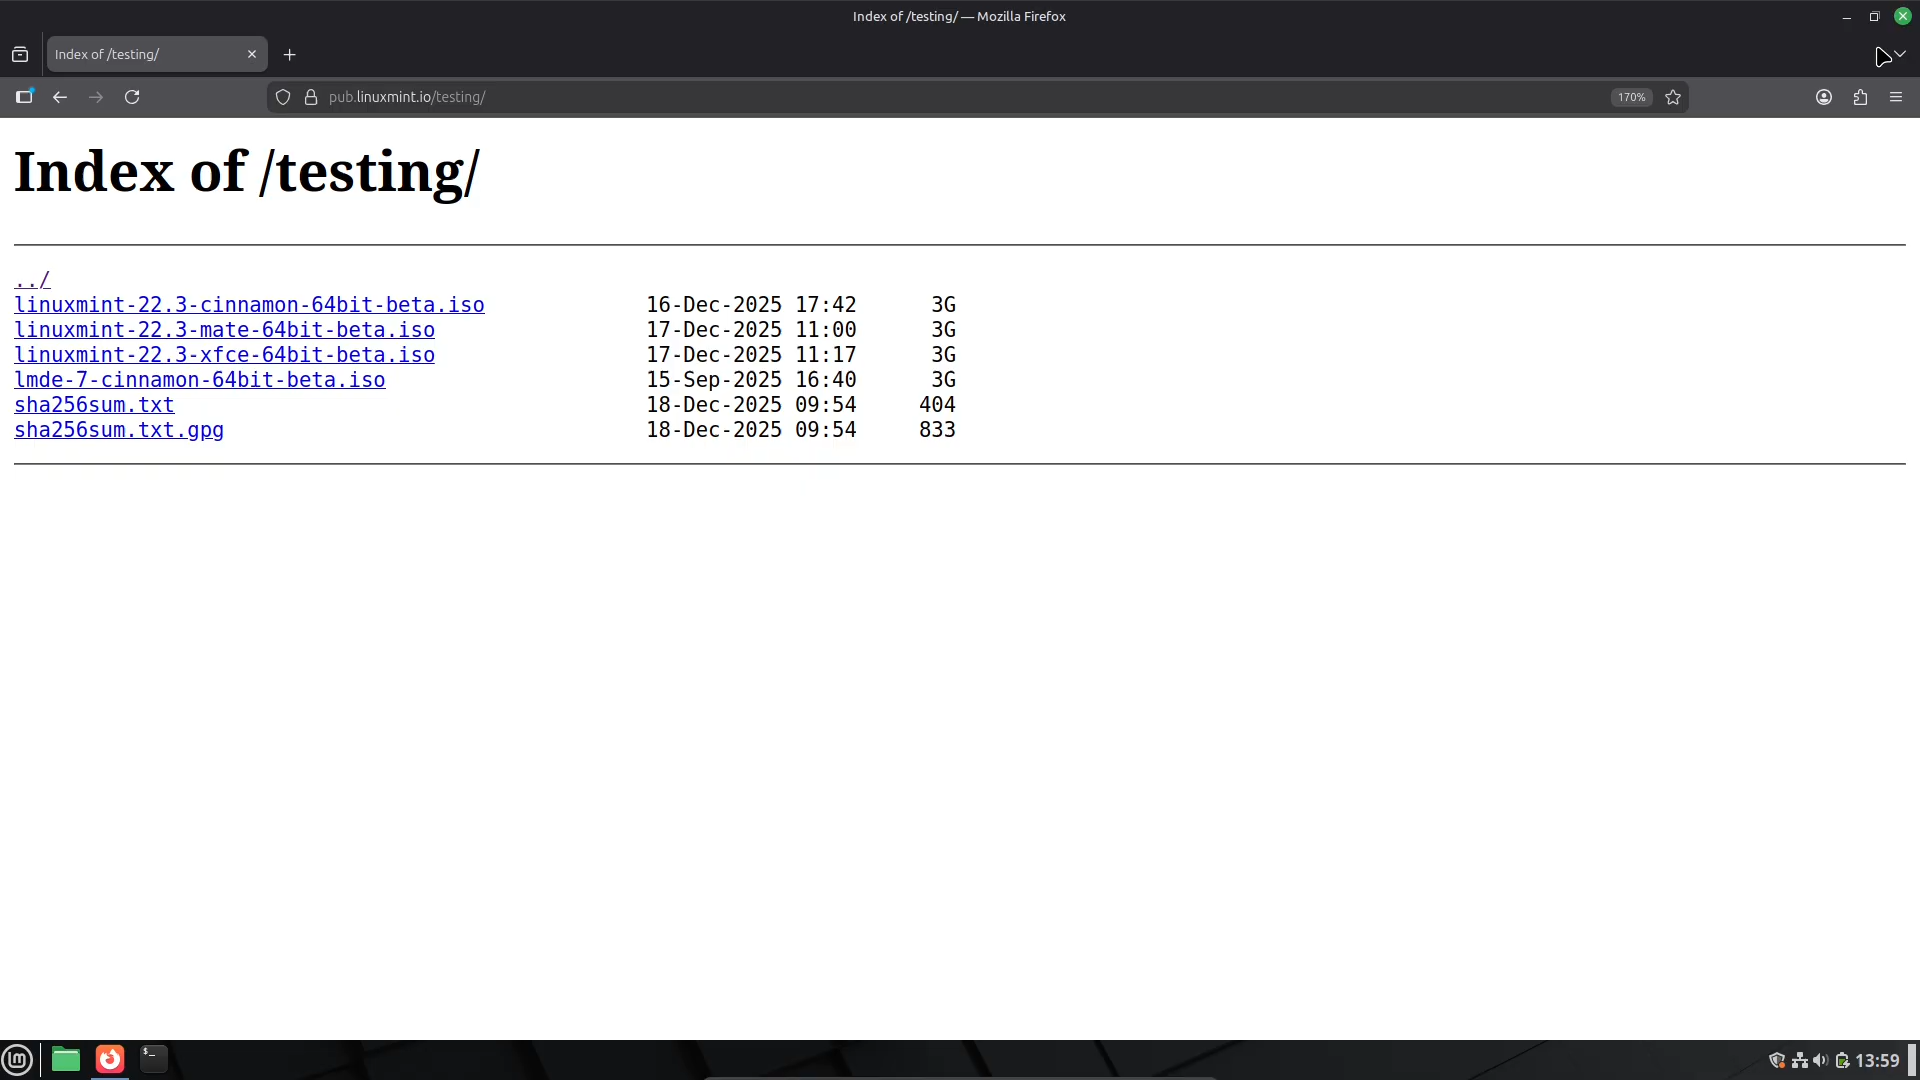 Index of /testing/ — Mozilla Firefox
Index of /testing/
pub.linuxmint.io/testing/
170%
Index of /testing/
../
linuxmint-22.3-cinnamon-64bit-beta.iso 16-Dec-2025 17:42 3G
linuxmint-22.3-mate-64bit-beta.iso 17-Dec-2025 11:00 3G
linuxmint-22.3-xfce-64bit-beta.iso 17-Dec-2025 11:17 3G
lmde-7-cinnamon-64bit-beta.iso 15-Sep-2025 16:40 3G
sha256sum.txt 18-Dec-2025 09:54 404
sha256sum.txt.gpg 18-Dec-2025 09:54 833
$_
13:59